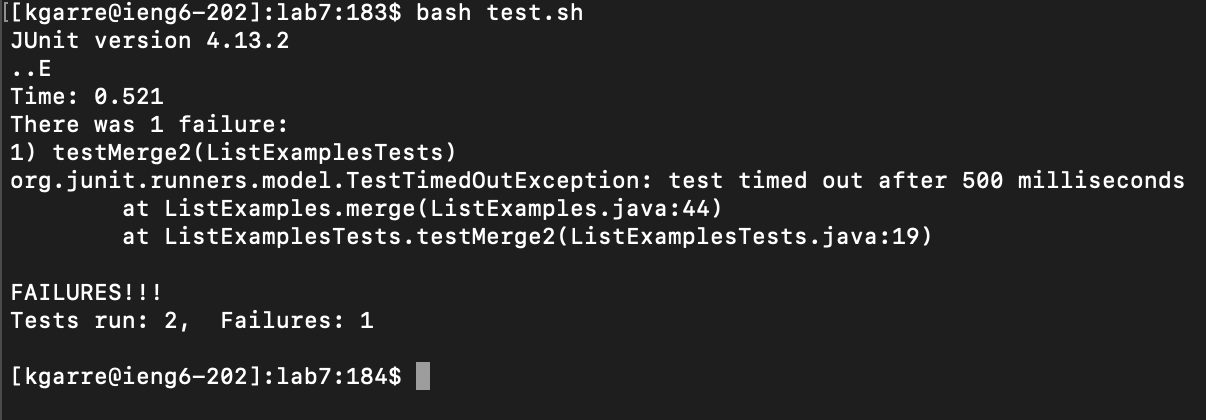 [[kgarre@ieng6-202]:lab7:183$ bash test.sh
JUnit version 4.13.2
..E
Time: 0.521
There was 1 failure:
1) testMerge2(ListExamplesTests)
org.junit.runners.model.TestTimedOutException: test timed out after 500 milliseconds
        at ListExamples.merge(ListExamples.java:44)
        at ListExamplesTests.testMerge2(ListExamplesTests.java:19)

FAILURES!!!
Tests run: 2,  Failures: 1

[kgarre@ieng6-202]:lab7:184$